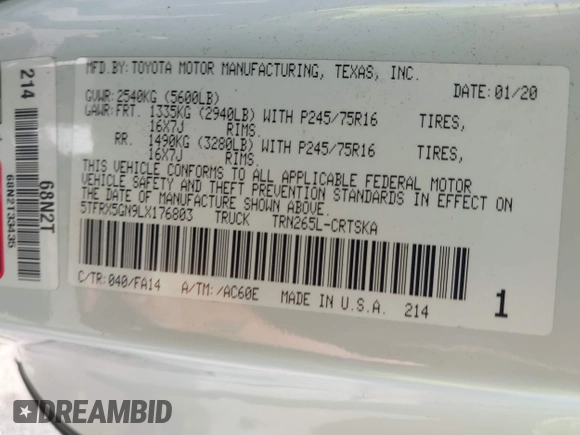 MFD.BY:TOYOTA MOTOR MANUFACTURING, TEXAS, INC.
DATE:01/20
GVWR:2540KG (5600LB)
GAWR:FRT. 1335KG (2940LB) WITH P245/75R16 TIRES,
16X7J RIMS.
RR. 1490KG (3280LB) WITH P245/75R16 TIRES,
16X7J RIMS.
THIS VEHICLE CONFORMS TO ALL APPLICABLE FEDERAL MOTOR
VEHICLE SAFETY AND THEFT PREVENTION STANDARDS IN EFFECT ON
THE DATE OF MANUFACTURE SHOWN ABOVE.
5TFRX5GN9LX176803 TRUCK TRN265L-CRTSKA
C/TR:040/FA14 A/TM:/AC60E MADE IN U.S.A. 214
1
214
68N2T
68N2T33435
DREAMBID